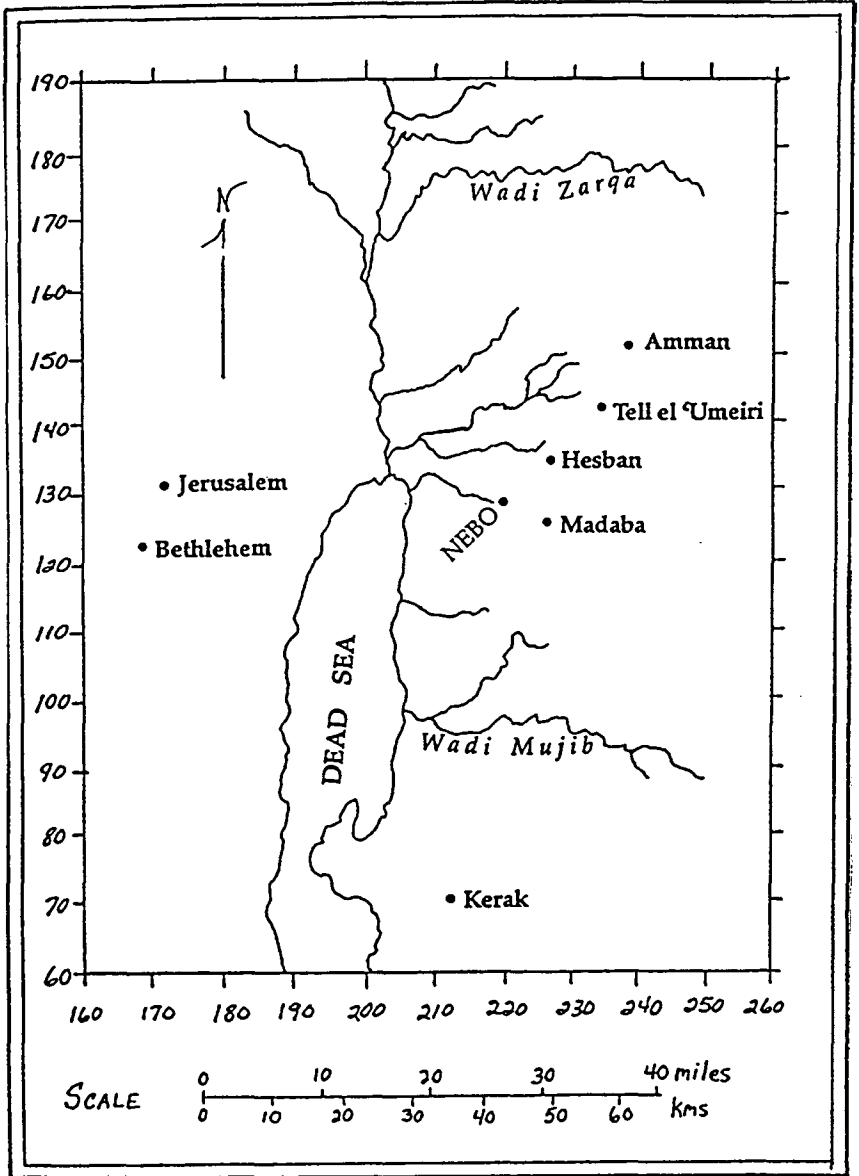 190
180
170
160
150
140
130
120
110
100
90
80
70
60
N
Wadi Zarqa
Amman
Tell el ʿUmeiri
Hesban
Jerusalem
NEBO
Madaba
Bethlehem
DEAD SEA
Wadi Mujib
Kerak
160 170 180 190 200 210 220 230 240 250 260
0 10 20 30 40 miles
SCALE
0 10 20 30 40 50 60 kms